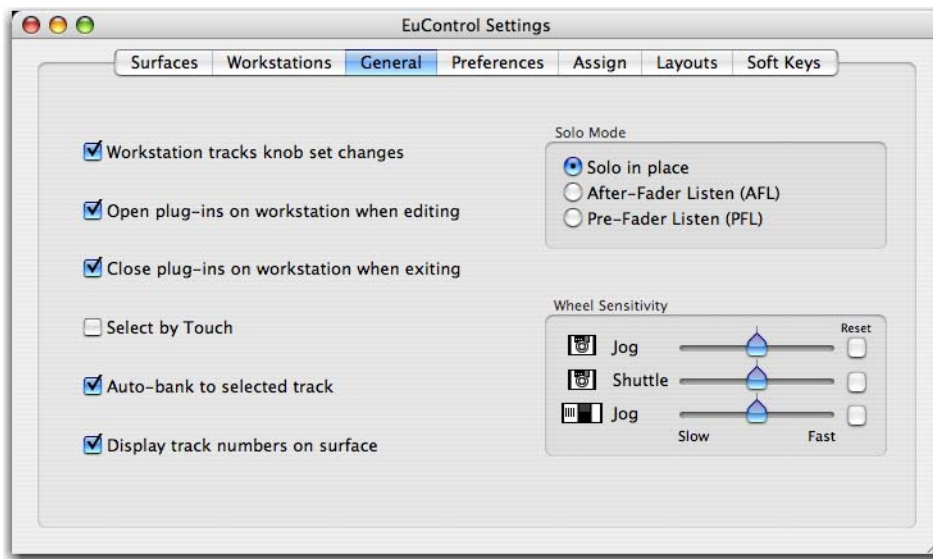 EuControl Settings
Surfaces
Workstations
General
Preferences
Assign
Layouts
Soft Keys
Workstation tracks knob set changes
Open plug-ins on workstation when editing
Close plug-ins on workstation when exiting
Select by Touch
Auto-bank to selected track
Display track numbers on surface
Solo Mode
Solo in place
After-Fader Listen (AFL)
Pre-Fader Listen (PFL)
Wheel Sensitivity
Reset
Jog
Shuttle
Jog
Slow
Fast